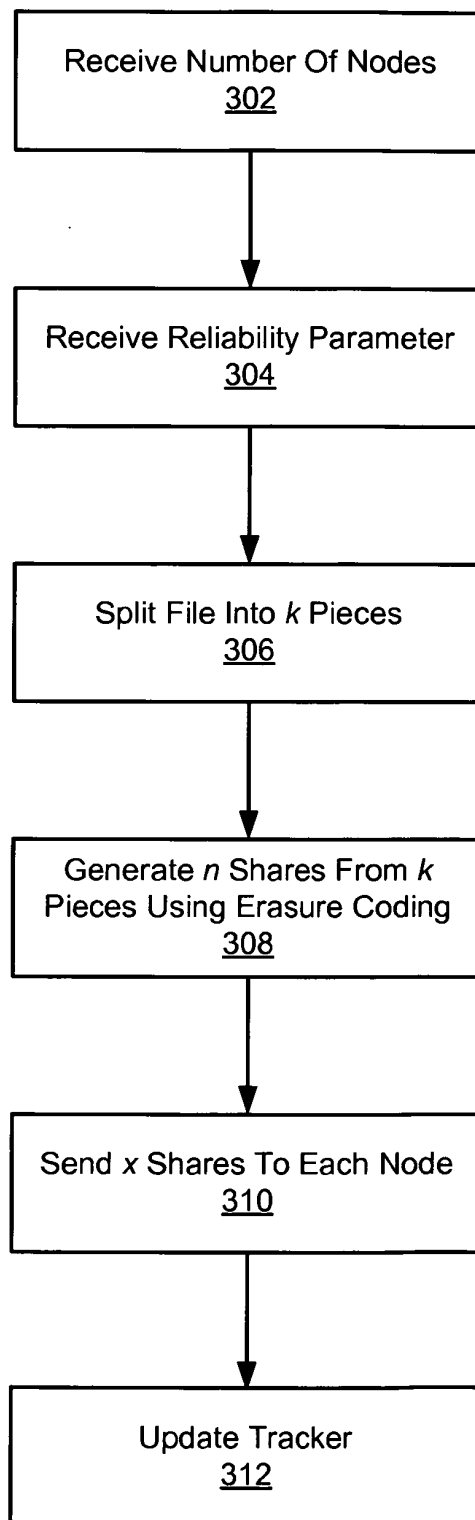 Receive Number Of Nodes
302
Receive Reliability Parameter
304
Split File Into k Pieces
306
Generate n Shares From k
Pieces Using Erasure Coding
308
Send x Shares To Each Node
310
Update Tracker
312